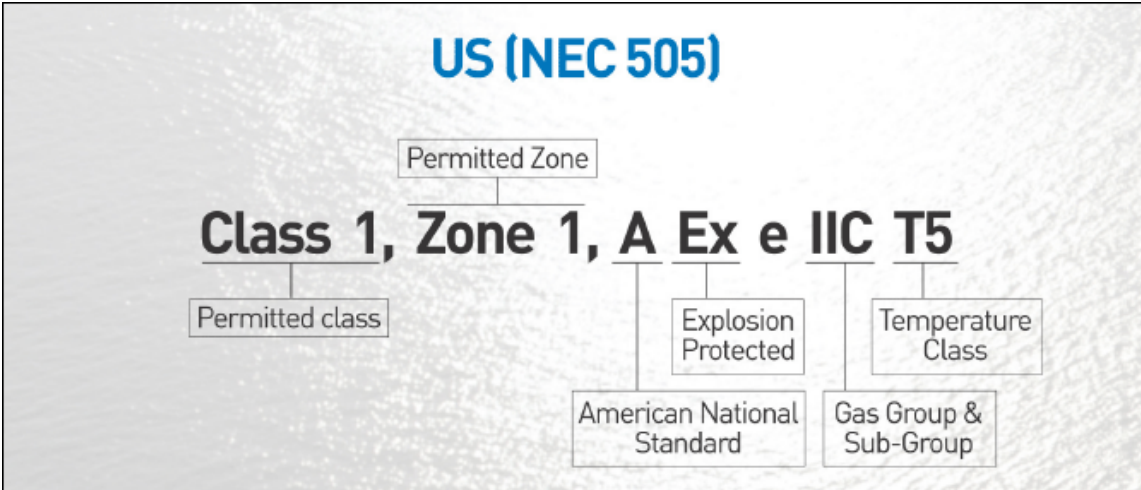 US (NEC 505)
Permitted Zone
Class 1, Zone 1, A Ex e IIC T5
Permitted class
Explosion
Protected
Temperature
Class
American National
Standard
Gas Group &
Sub-Group